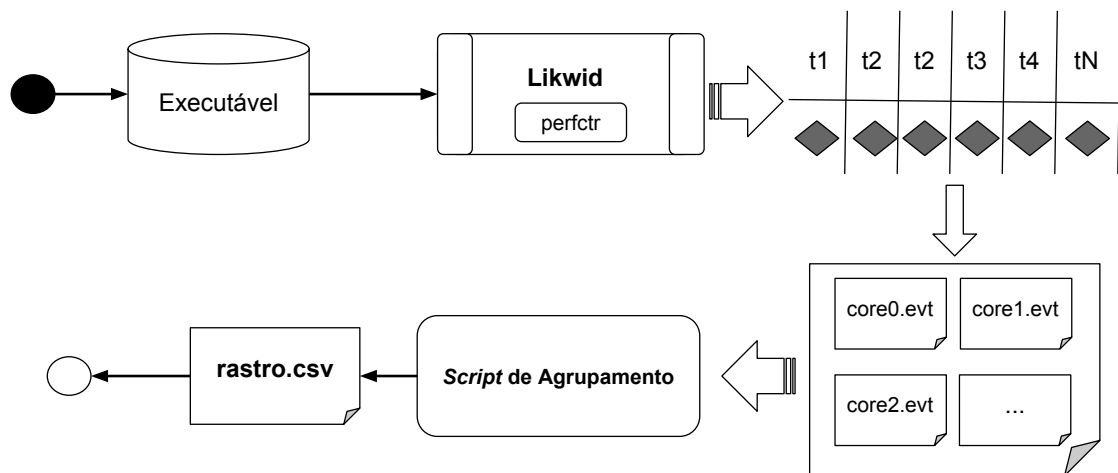 Executável
Likwid
perfctr
t1 t2 t2 t3 t4 tN
core0.evt core1.evt
core2.evt ...
Script de Agrupamento
rastro.csv